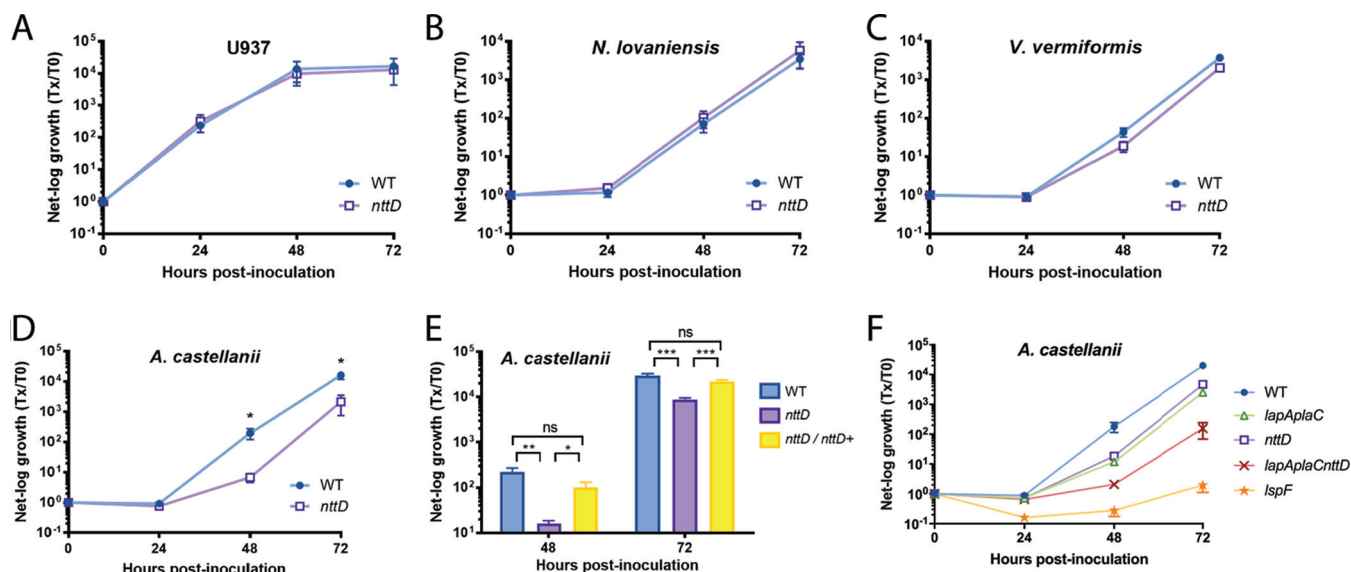 A
U937
Net-log growth (Tx/T0)
10^5
10^4
10^3
10^2
10^1
10^0
10^-1
0
24
48
72
Hours post-inoculation
WT
nttD
B
N. lovaniensis
Net-log growth (Tx/T0)
10^5
10^4
10^3
10^2
10^1
10^0
10^-1
0
24
48
72
Hours post-inoculation
WT
nttD
C
V. vermiformis
Net-log growth (Tx/T0)
10^5
10^4
10^3
10^2
10^1
10^0
10^-1
0
24
48
72
Hours post-inoculation
WT
nttD
D
A. castellanii
Net-log growth (Tx/T0)
10^5
10^4
10^3
10^2
10^1
10^0
10^-1
*
*
0
24
48
72
Hours post-inoculation
WT
nttD
E
A. castellanii
Net-log growth (Tx/T0)
10^5
10^4
10^3
10^2
10^1
ns
***
***
ns
**
*
48
72
Hours post-inoculation
WT
nttD
nttD / nttD+
F
A. castellanii
Net-log growth (Tx/T0)
10^5
10^4
10^3
10^2
10^1
10^0
10^-1
0
24
48
72
Hours post-inoculation
WT
lapAplaC
nttD
lapAplaCnttD
lspF